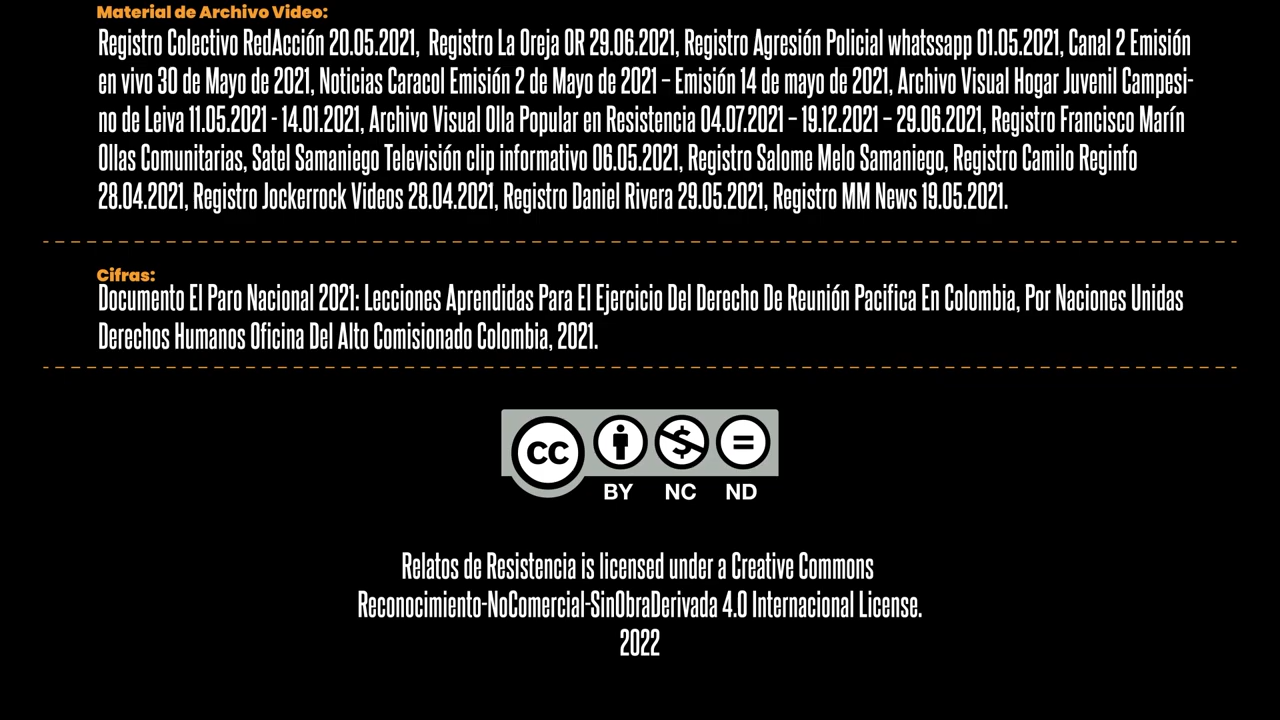 Material de Archivo Video:
Registro Colectivo RedAcción 20.05.2021, Registro La Oreja OR 29.06.2021, Registro Agresión Policial whatssapp 01.05.2021, Canal 2 Emisión
en vivo 30 de Mayo de 2021, Noticias Caracol Emisión 2 de Mayo de 2021 – Emisión 14 de mayo de 2021, Archivo Visual Hogar Juvenil Campesi-
no de Leiva 11.05.2021 - 14.01.2021, Archivo Visual Olla Popular en Resistencia 04.07.2021 – 19.12.2021 – 29.06.2021, Registro Francisco Marín
Ollas Comunitarias, Satel Samaniego Televisión clip informativo 06.05.2021, Registro Salome Melo Samaniego, Registro Camilo Reginfo
28.04.2021, Registro Jockerrock Videos 28.04.2021, Registro Daniel Rivera 29.05.2021, Registro MM News 19.05.2021.
Cifras:
Documento El Paro Nacional 2021: Lecciones Aprendidas Para El Ejercicio Del Derecho De Reunión Pacifica En Colombia, Por Naciones Unidas
Derechos Humanos Oficina Del Alto Comisionado Colombia, 2021.
CC
BY NC ND
Relatos de Resistencia is licensed under a Creative Commons
Reconocimiento-NoComercial-SinObraDerivada 4.0 Internacional License.
2022